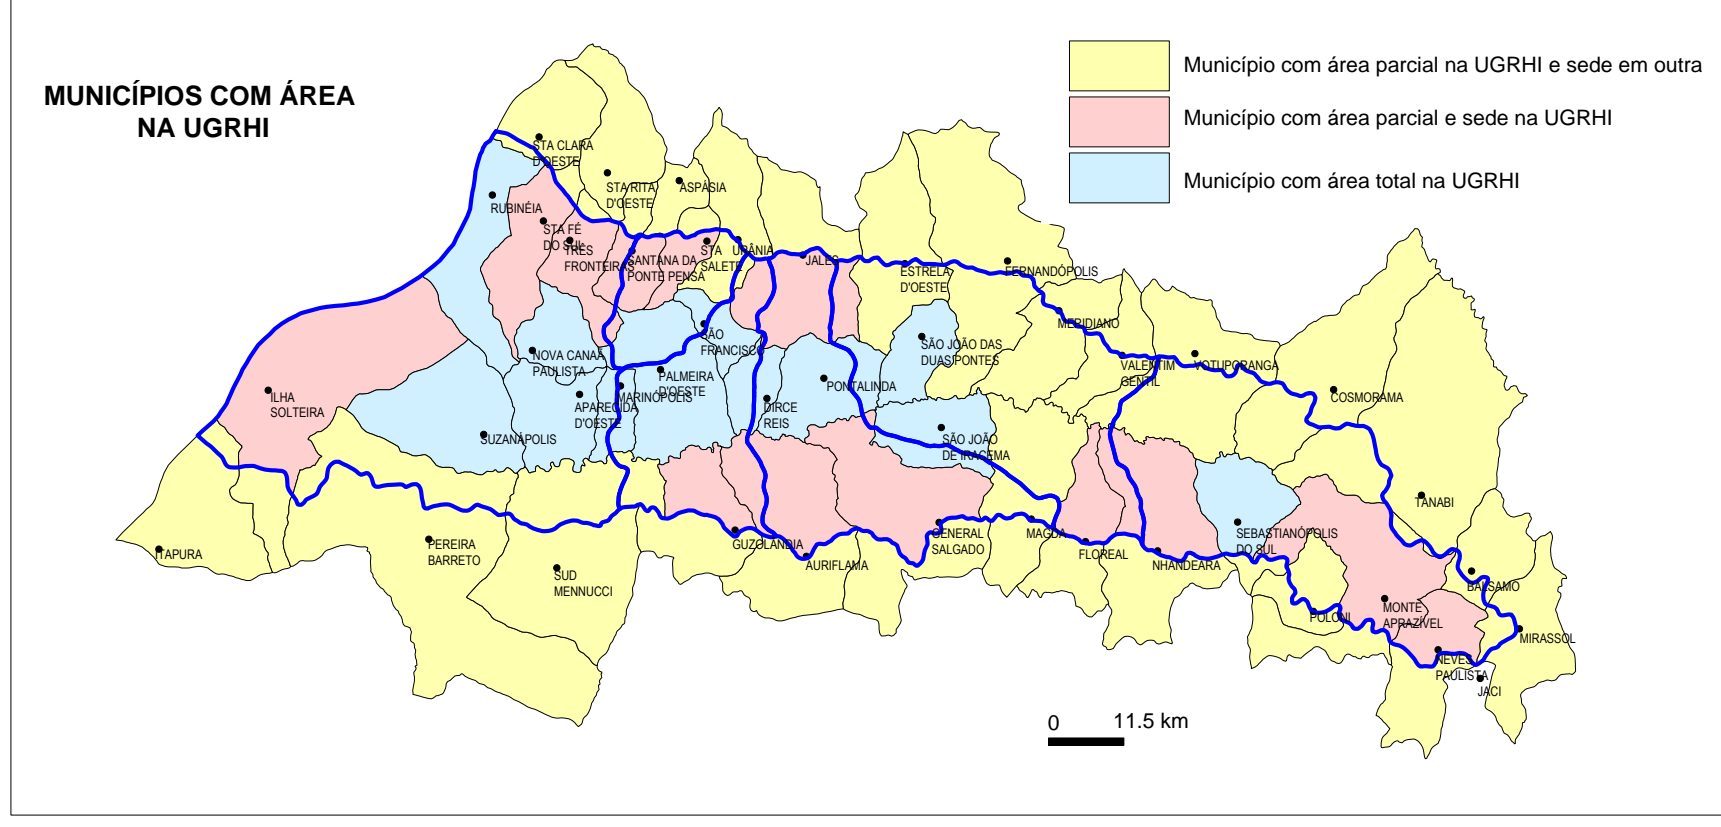 MUNICÍPIOS COM ÁREA
NA UGRHI
Município com área parcial na UGRHI e sede em outra
Município com área parcial e sede na UGRHI
Município com área total na UGRHI
STA CLARA
D'OESTE
STA RITA
D'OESTE
ASPÁSIA
RUBINÉIA
STA FÉ
DO SUL
TRÊS
FRONTEIRAS
SANTANA DA
PONTE PENSA
STA
SALETE
URÂNIA
JALES
ESTRELA
D'OESTE
FERNANDÓPOLIS
MERIDIANO
VALENTIM
GENTIL
VOTUPORANGA
COSMORAMA
TANABI
SÃO
FRANCISCO
SÃO JOÃO DAS
DUAS PONTES
NOVA CANAÃ
PAULISTA
PALMEIRA
D'OESTE
MARINÓPOLIS
APARECIDA
D'OESTE
PONTALINDA
DIRCE
REIS
ILHA
SOLTEIRA
SUZANÁPOLIS
SÃO JOÃO
DE IRACEMA
ITAPURA
PEREIRA
BARRETO
SUD
MENNUCCI
GUZOLÂNDIA
AURIFLAMA
GENERAL
SALGADO
MAGDA
FLOREAL
NHANDEARA
SEBASTIANÓPOLIS
DO SUL
POLONI
MONTE
APRAZÍVEL
BÁLSAMO
MIRASSOL
NEVES
PAULISTA
JACI
0 11.5 km